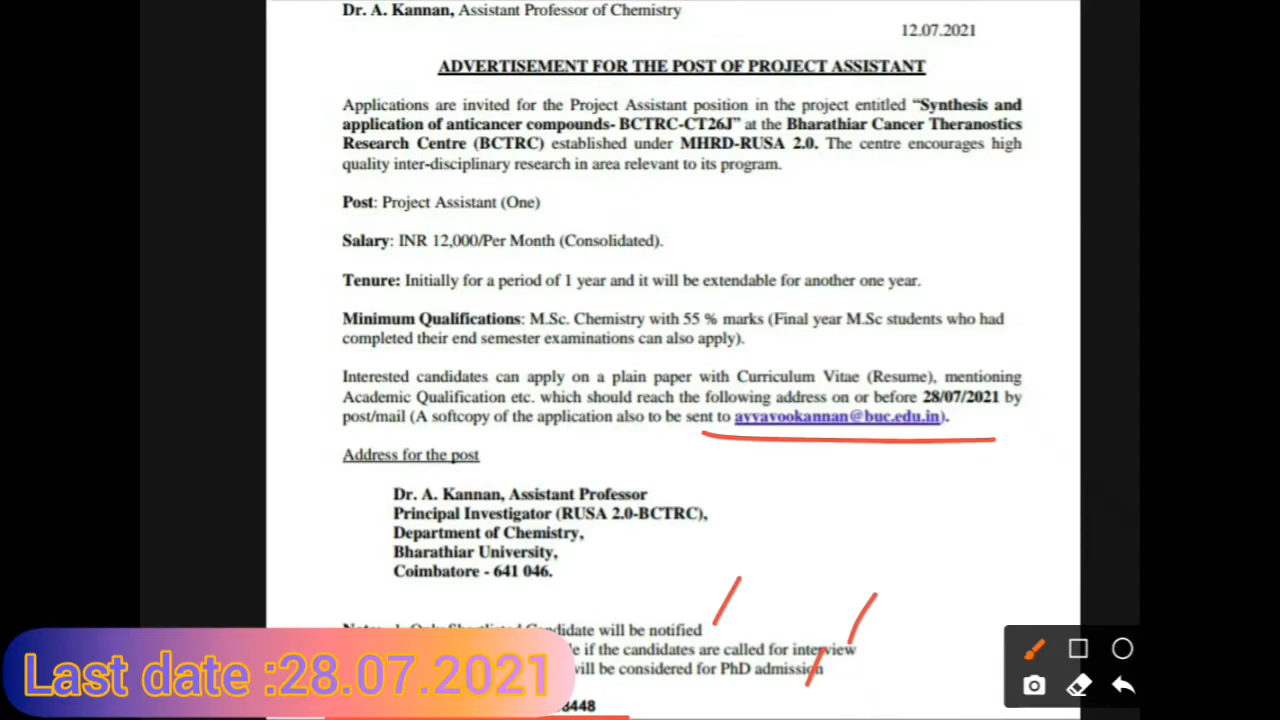 Dr. A. Kannan, Assistant Professor of Chemistry
12.07.2021
ADVERTISEMENT FOR THE POST OF PROJECT ASSISTANT
Applications are invited for the Project Assistant position in the project entitled “Synthesis and
application of anticancer compounds- BCTRC-CT26J” at the Bharathiar Cancer Theranostics
Research Centre (BCTRC) established under MHRD-RUSA 2.0. The centre encourages high
quality inter-disciplinary research in area relevant to its program.
Post: Project Assistant (One)
Salary: INR 12,000/Per Month (Consolidated).
Tenure: Initially for a period of 1 year and it will be extendable for another one year.
Minimum Qualifications: M.Sc. Chemistry with 55 % marks (Final year M.Sc students who had
completed their end semester examinations can also apply).
Interested candidates can apply on a plain paper with Curriculum Vitae (Resume), mentioning
Academic Qualification etc. which should reach the following address on or before 28/07/2021 by
post/mail (A softcopy of the application also to be sent to ayyavookannan@buc.edu.in).
Address for the post
Dr. A. Kannan, Assistant Professor
Principal Investigator (RUSA 2.0-BCTRC),
Department of Chemistry,
Bharathiar University,
Coimbatore - 641 046.
will be notified
if the candidates are called for interview
will be considered for PhD admission
Last date :28.07.2021